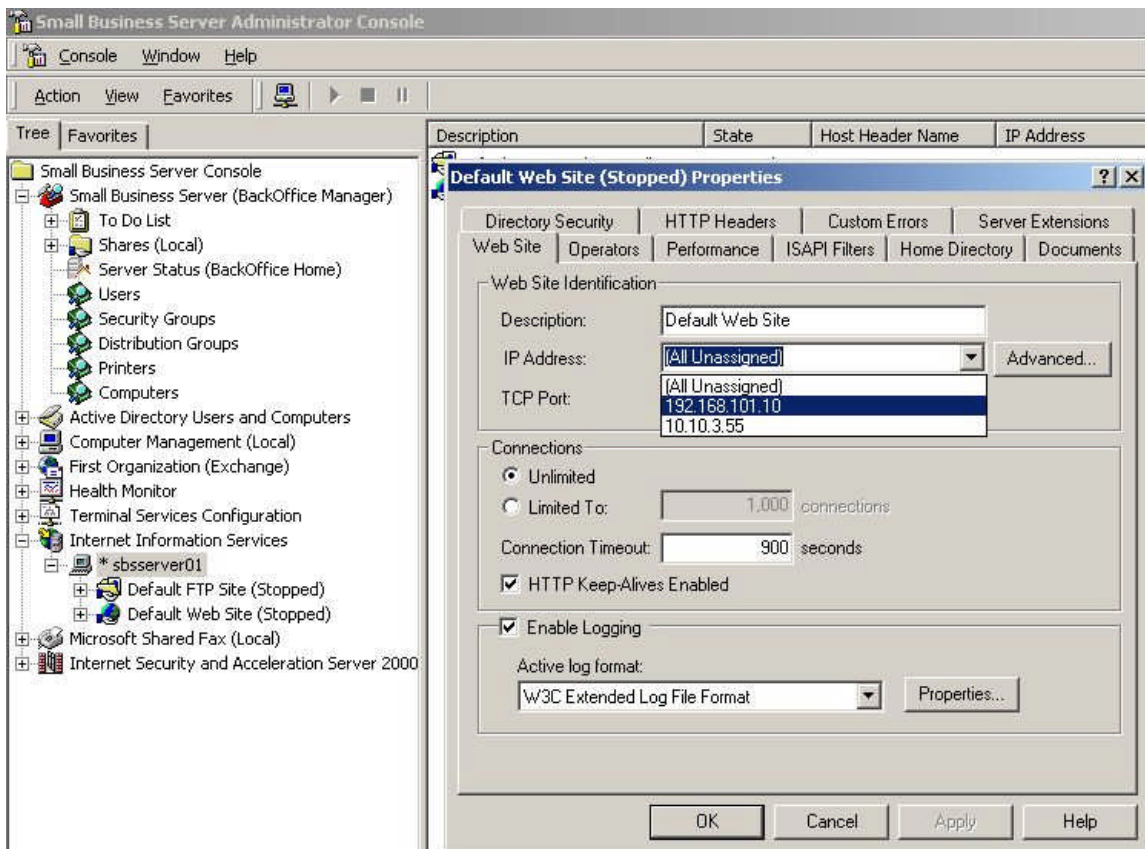 Small Business Server Administrator Console
Console Window Help
Action View Favorites
Tree Favorites
Small Business Server Console
Small Business Server (BackOffice Manager)
To Do List
Shares (Local)
Server Status (BackOffice Home)
Users
Security Groups
Distribution Groups
Printers
Computers
Active Directory Users and Computers
Computer Management (Local)
First Organization (Exchange)
Health Monitor
Terminal Services Configuration
Internet Information Services
* sbsserver01
Default FTP Site (Stopped)
Default Web Site (Stopped)
Microsoft Shared Fax (Local)
Internet Security and Acceleration Server 2000
Description State Host Header Name IP Address
Default Web Site (Stopped) Properties
Directory Security HTTP Headers Custom Errors Server Extensions
Web Site Operators Performance ISAPI Filters Home Directory Documents
Web Site Identification
Description: Default Web Site
IP Address: (All Unassigned) Advanced...
(All Unassigned)
TCP Port: 192.168.101.10
10.10.3.55
Connections
Unlimited
Limited To: 1,000 connections
Connection Timeout: 900 seconds
HTTP Keep-Alives Enabled
Enable Logging
Active log format:
W3C Extended Log File Format Properties...
OK Cancel Apply Help